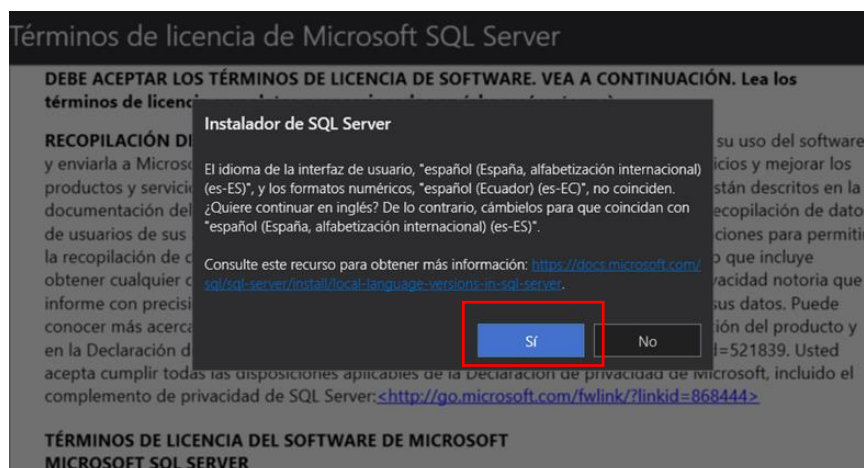 Términos de licencia de Microsoft SQL Server
DEBE ACEPTAR LOS TÉRMINOS DE LICENCIA DE SOFTWARE. VEA A CONTINUACIÓN. Lea los
términos de licenci
Instalador de SQL Server
RECOPILACIÓN DE su uso del software
y enviarla a Microso icios y mejorar los
El idioma de la interfaz de usuario, "español (España, alfabetización internacional)
(es-ES)", y los formatos numéricos, "español (Ecuador) (es-EC)", no coinciden.
¿Quiere continuar en inglés? De lo contrario, cámbielos para que coincidan con
"español (España, alfabetización internacional) (es-ES)".
productos y servicio stán descritos en la
documentación del ecopilación de dato
de usuarios de sus ciones para permitir
la recopilación de d o que incluye
Consulte este recurso para obtener más información: https://docs.microsoft.com/
sql/sql-server/install/local-language-versions-in-sql-server.
obtener cualquier c vacidad notoria que
informe con precisi sus datos. Puede
conocer más acerca ión del producto y
Sí No
en la Declaración d d=521839. Usted
acepta cumplir todas las disposiciones aplicables de la Declaración de privacidad de Microsoft, incluido el
complemento de privacidad de SQL Server:<http://go.microsoft.com/fwlink/?linkid=868444>
TÉRMINOS DE LICENCIA DEL SOFTWARE DE MICROSOFT
MICROSOFT SQL SERVER